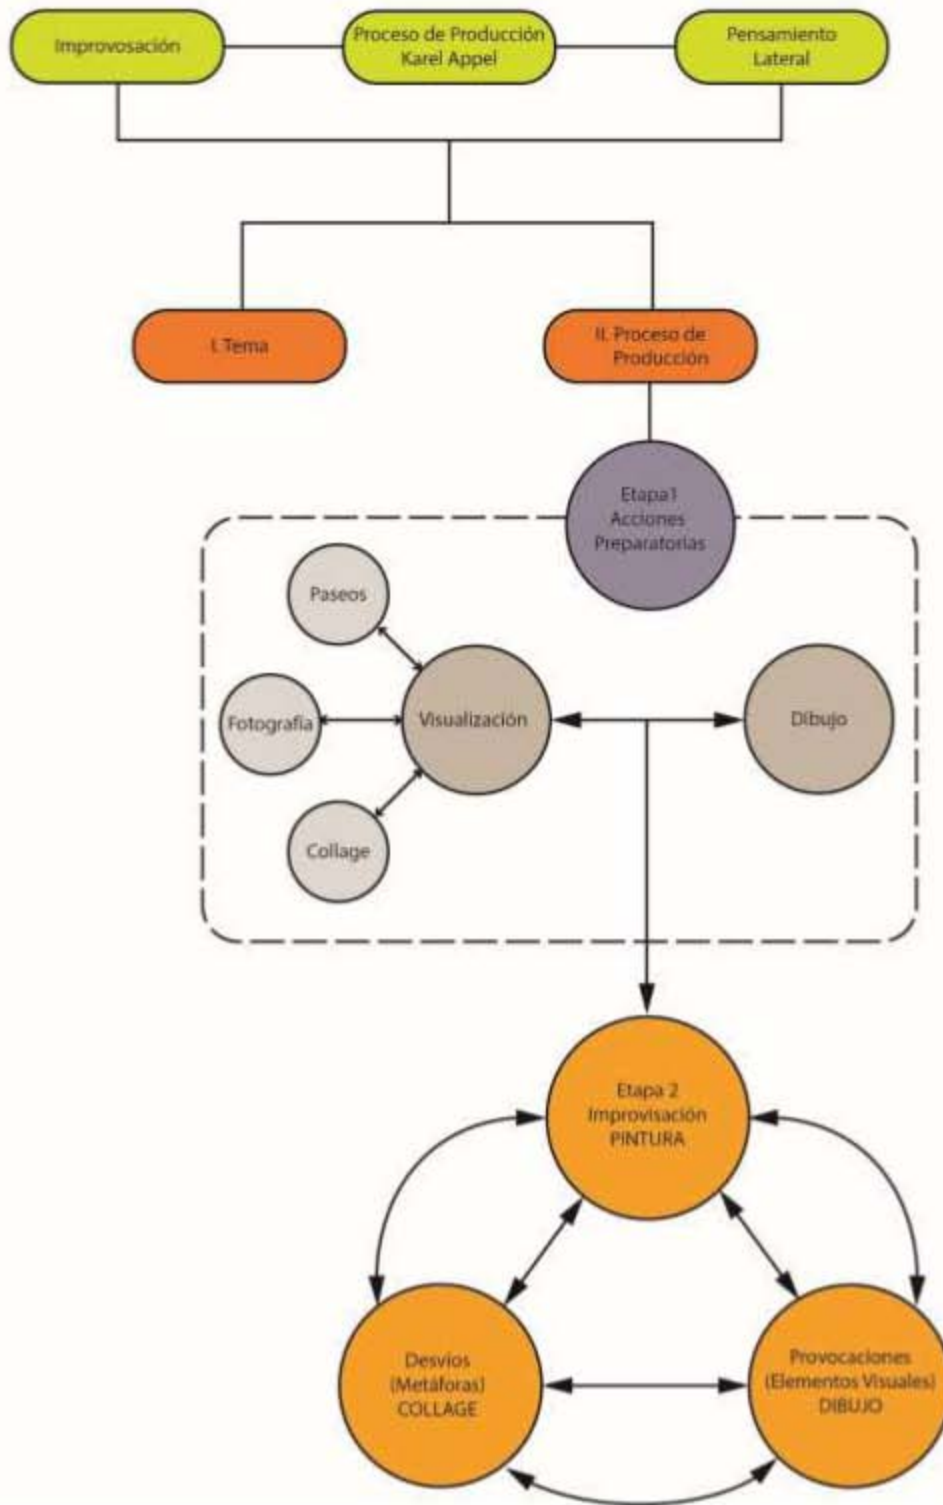 Improvosación
Proceso de Producción
Karel Appel
Pensamiento
Lateral
I. Tema
II. Proceso de
Producción
Etapa1
Acciones
Preparatorias
Paseos
Fotografía
Visualización
Dibujo
Collage
Etapa 2
Improvisación
PINTURA
Desvíos
(Metáforas)
COLLAGE
Provocaciones
(Elementos Visuales)
DIBUJO